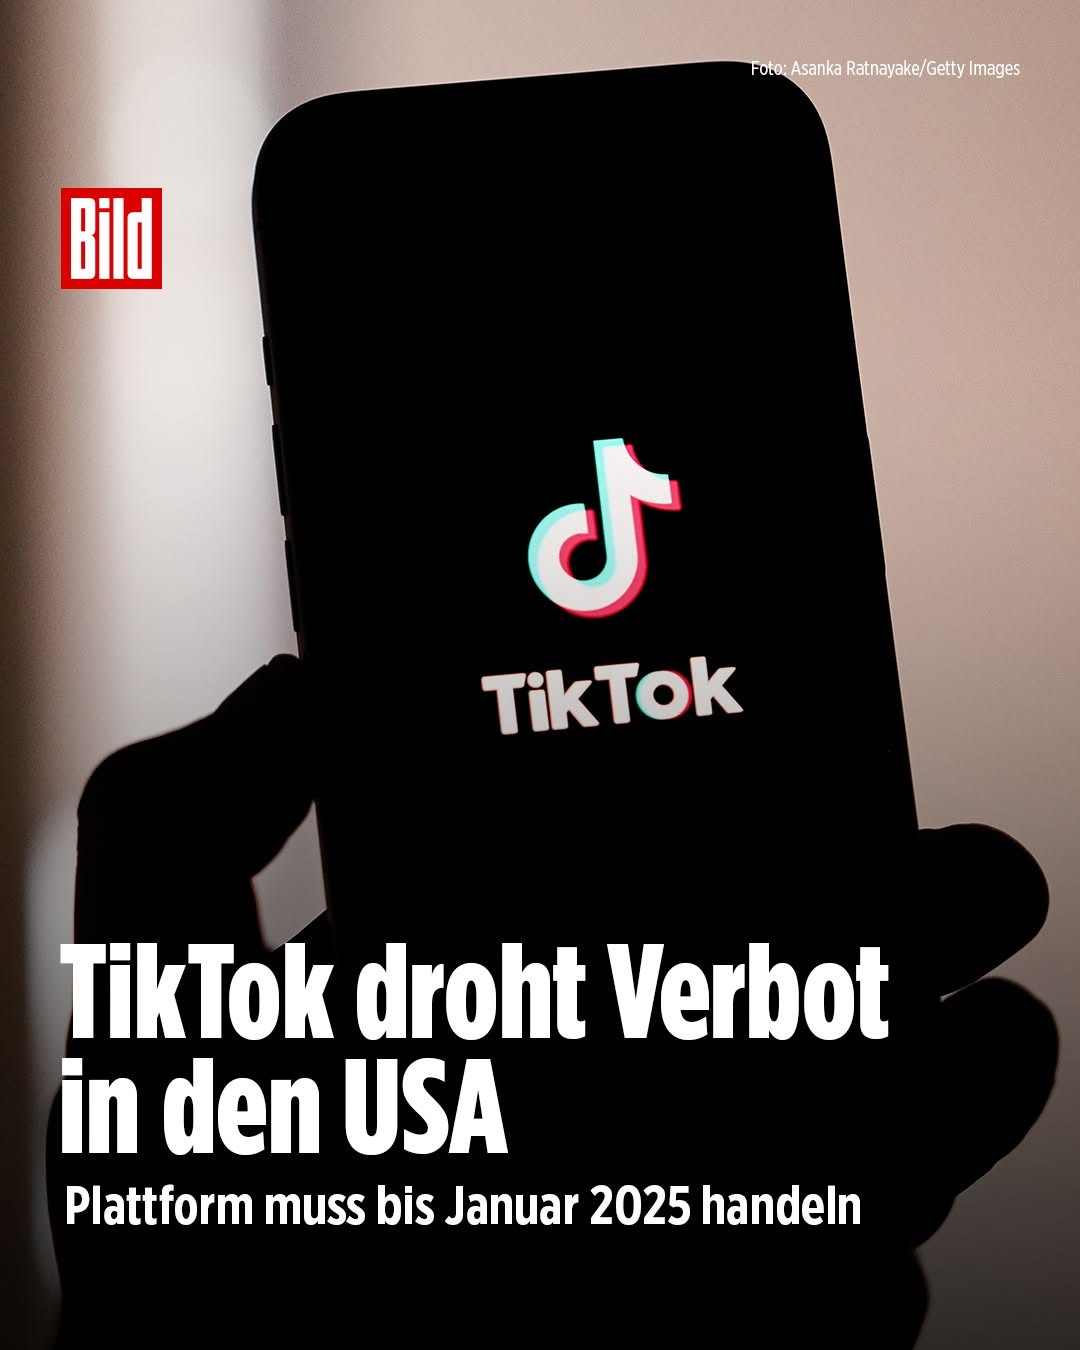 Foto: Asanka Ratnayake/Getty Images
Bild
TikTok
TikTok droht Verbot
in den USA
Plattform muss bis Januar 2025 handeln